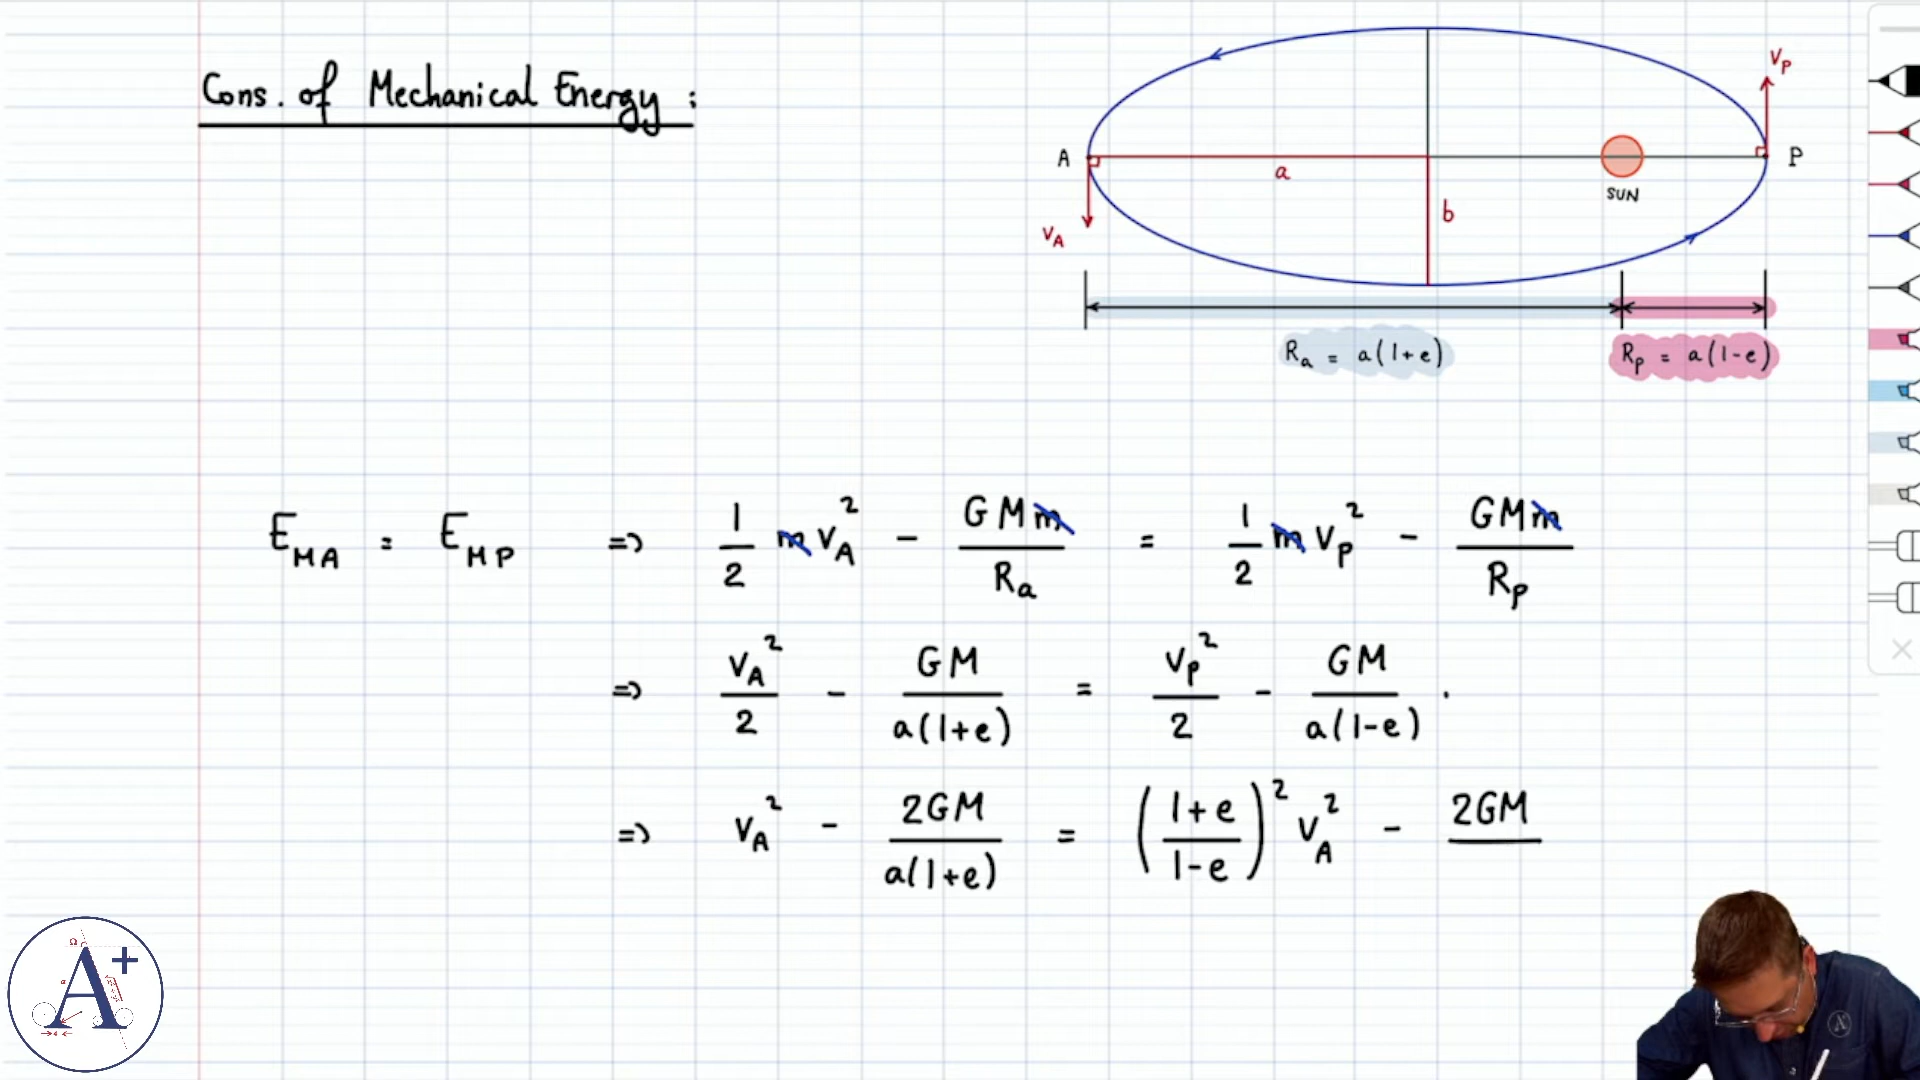 Cons. of Mechanical Energy :
V_P
A
P
a
SUN
b
V_A
R_a = a(1+e)
R_p = a(1-e)
E_MA = E_MP => 1/2 m V_A^2 - GMm/R_a = 1/2 m V_P^2 - GMm/R_p
=> V_A^2/2 - GM/a(1+e) = V_P^2/2 - GM/a(1-e) .
=> V_A^2 - 2GM/a(1+e) = ((1+e)/(1-e))^2 V_A^2 - 2GM
A+